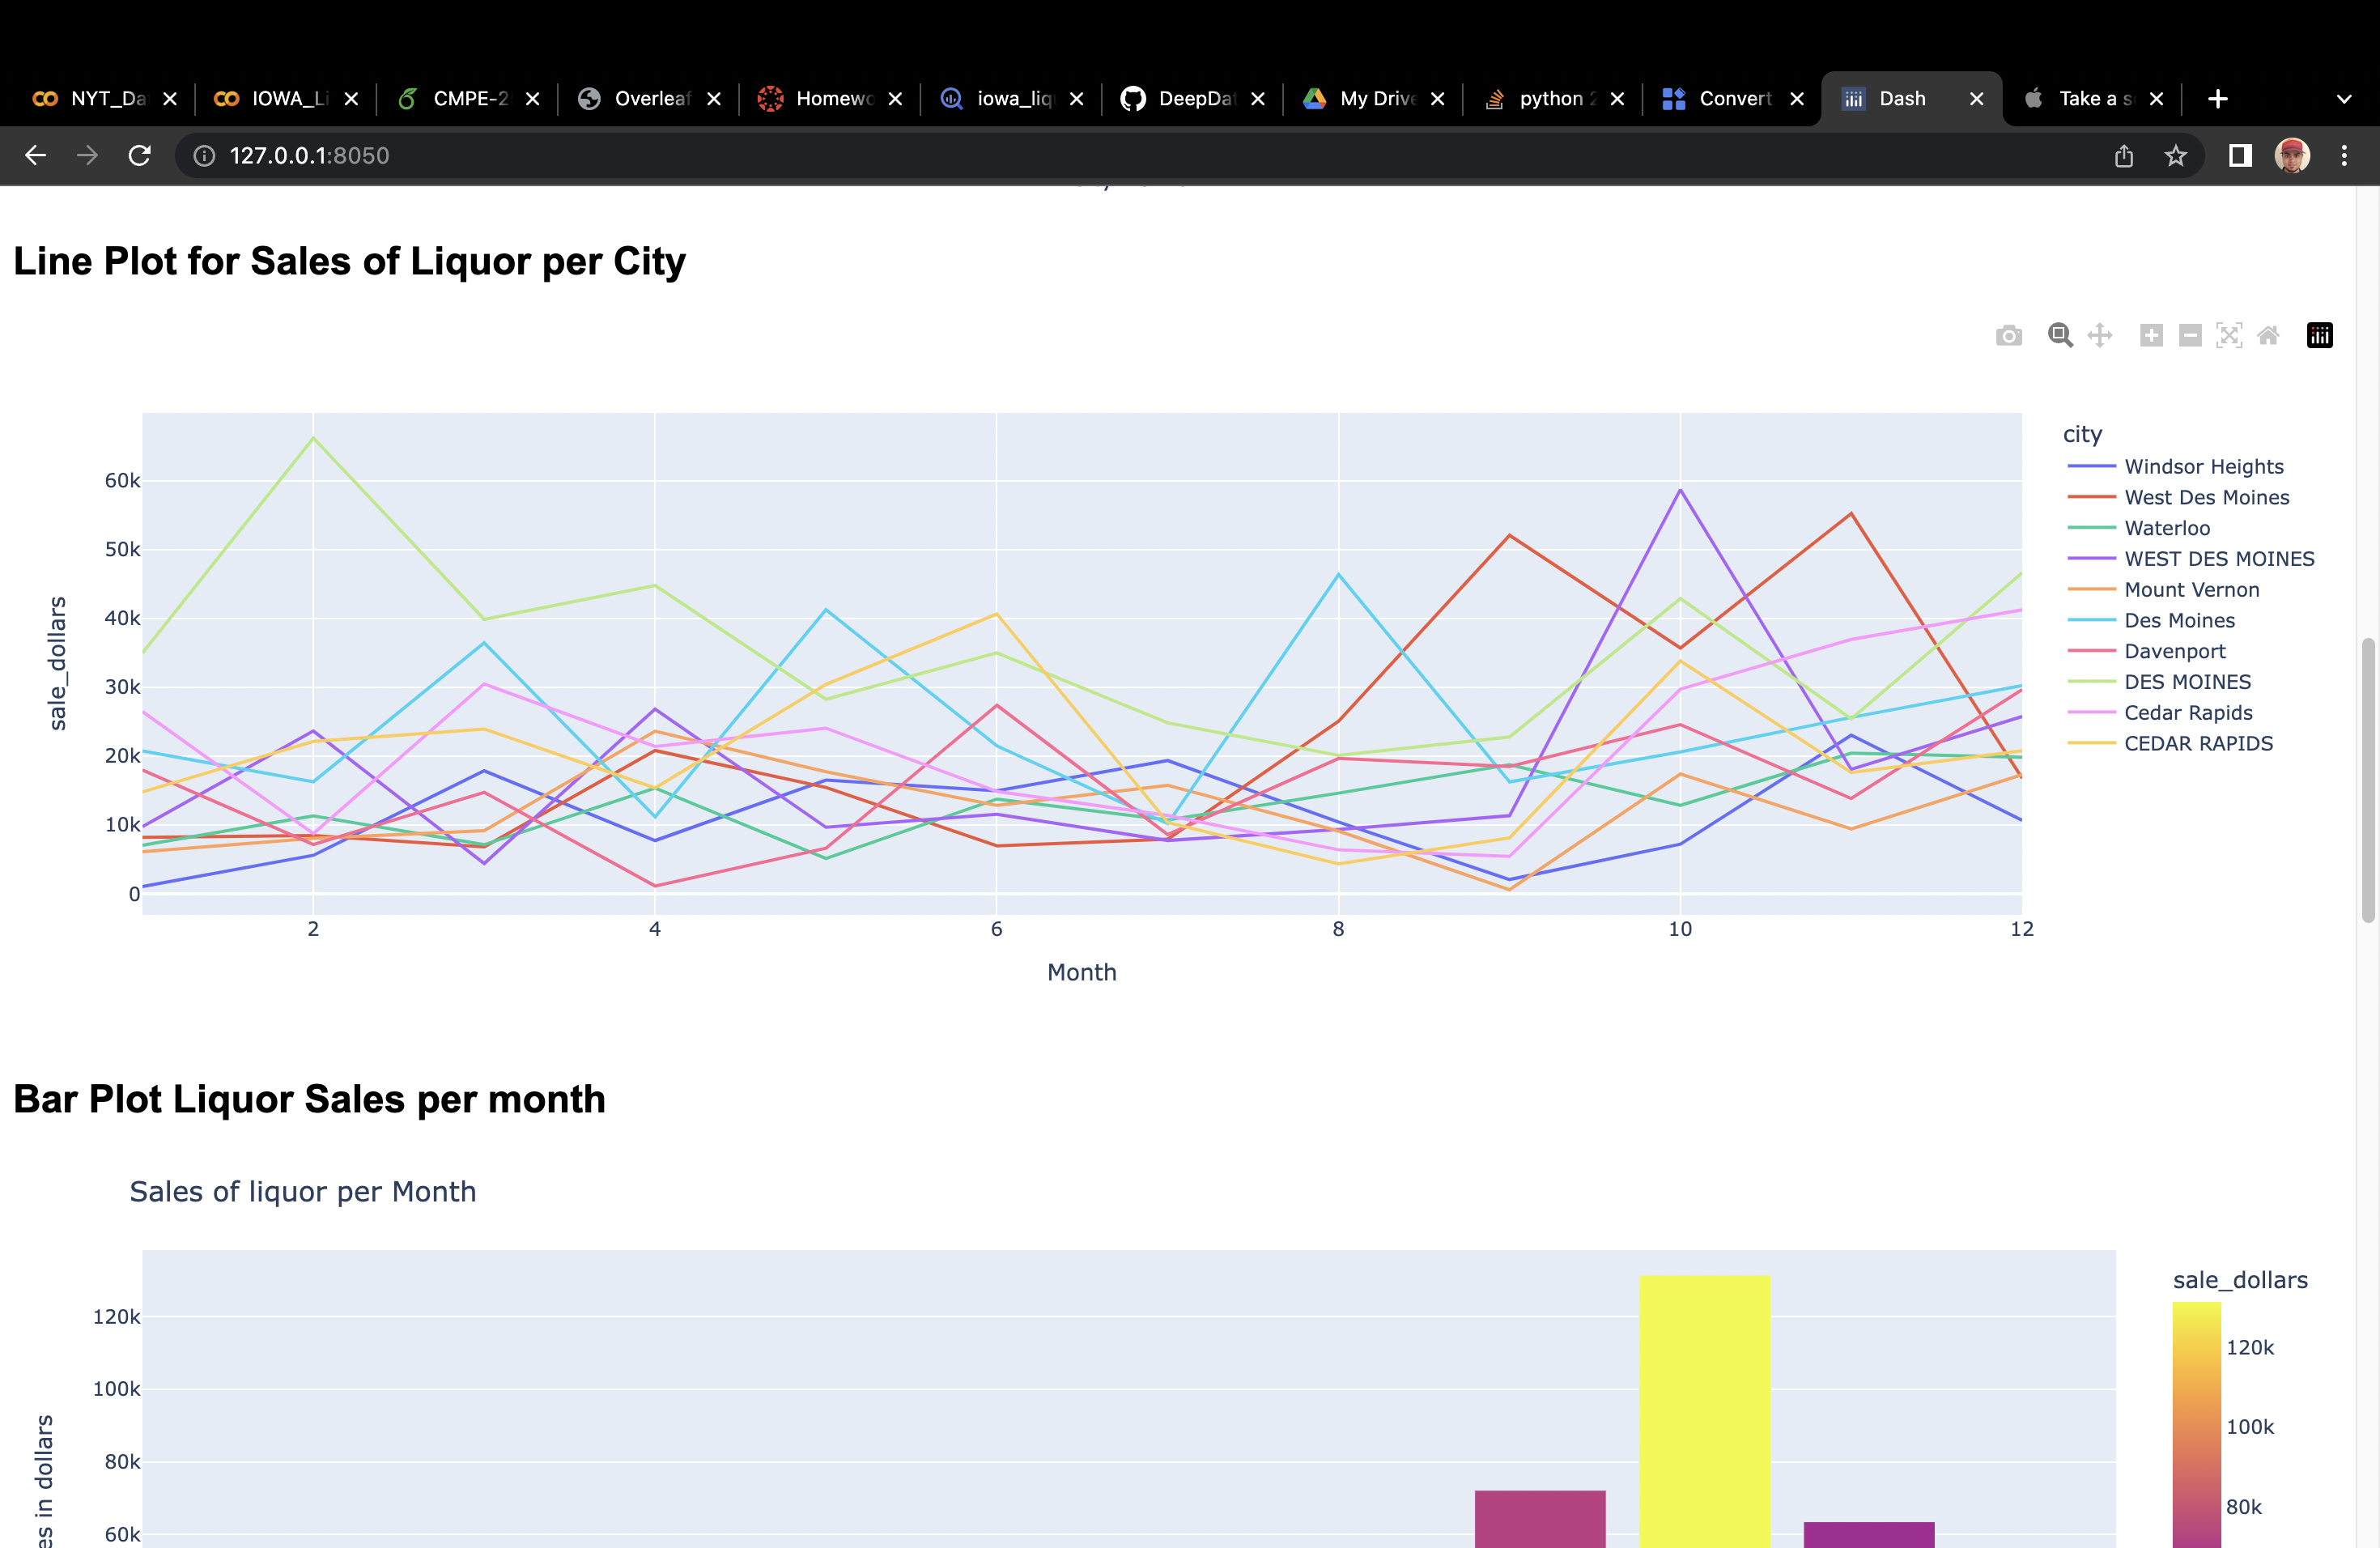 NYT_Da
IOWA_Li
CMPE-2
Overleaf
Homewo
iowa_liq
DeepDat
My Drive
python 2
Convert
Dash
Take a s
127.0.0.1:8050
Line Plot for Sales of Liquor per City
city
Windsor Heights
West Des Moines
Waterloo
WEST DES MOINES
Mount Vernon
Des Moines
Davenport
DES MOINES
Cedar Rapids
CEDAR RAPIDS
sale_dollars
60k
50k
40k
30k
20k
10k
0
2
4
6
8
10
12
Month
Bar Plot Liquor Sales per month
Sales of liquor per Month
es in dollars
120k
100k
80k
60k
sale_dollars
120k
100k
80k